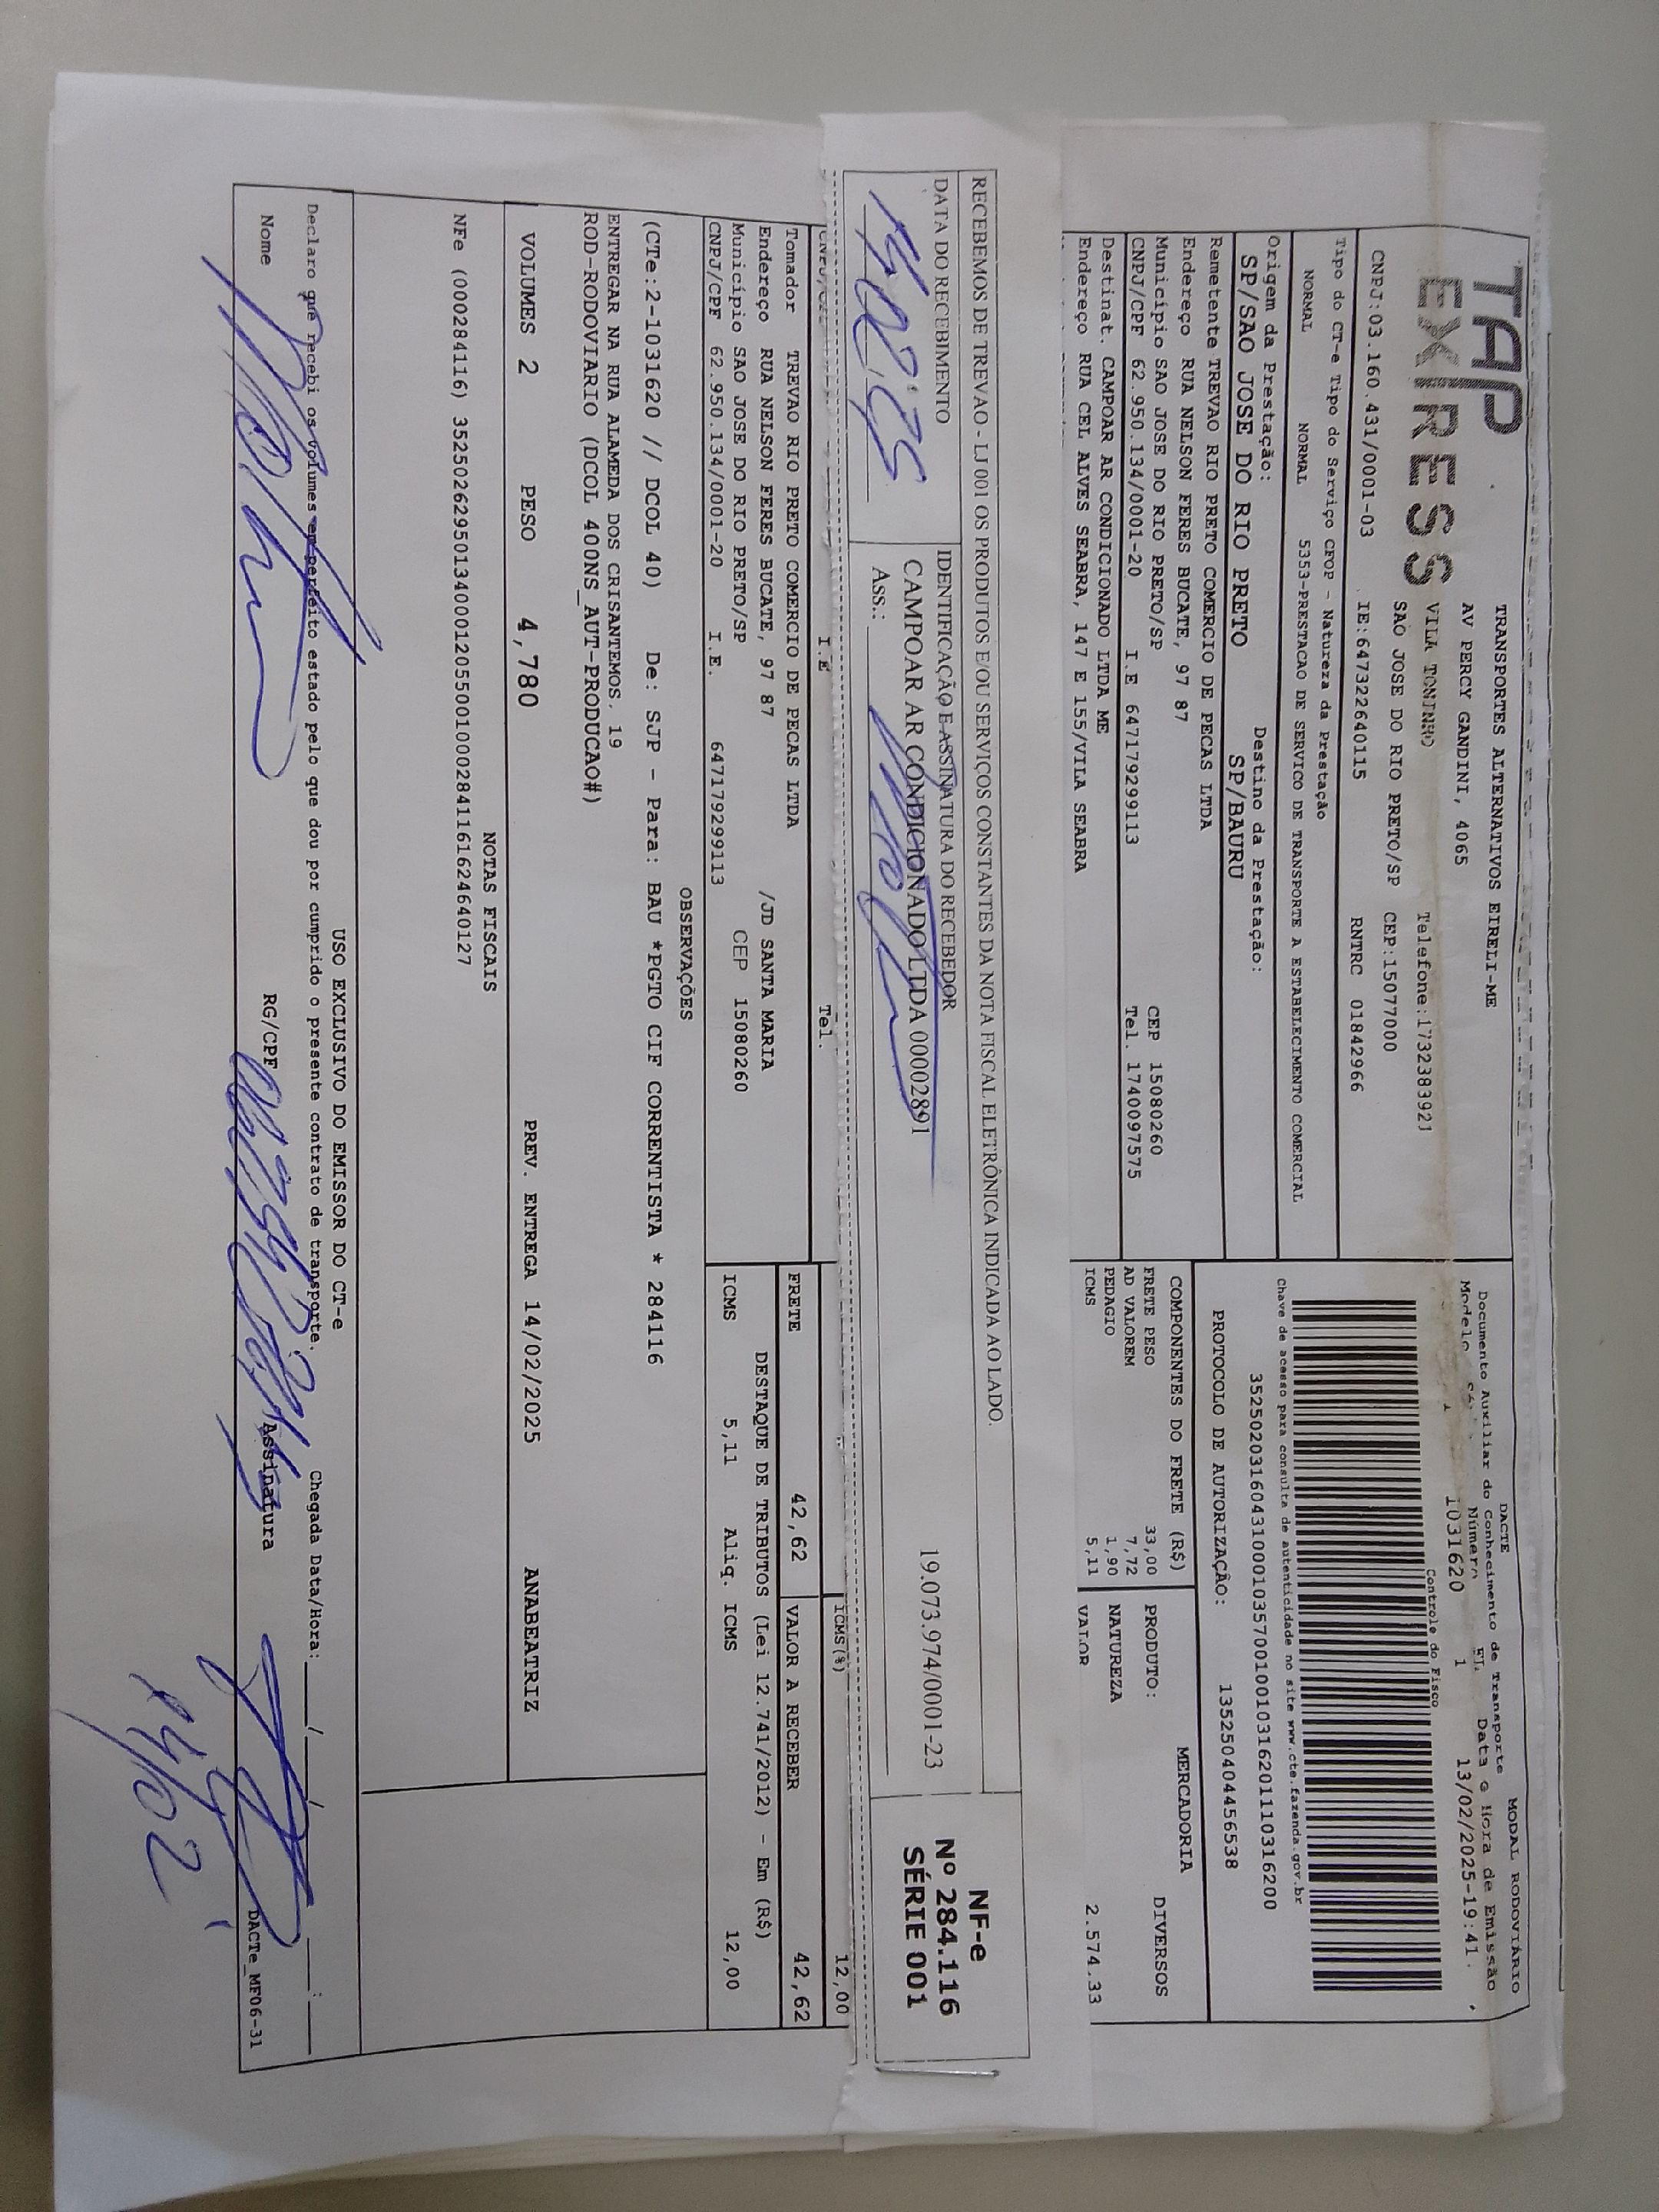 TAP
EXPRESS
TRANSPORTES ALTERNATIVOS EIRELI-ME
AV PERCY GANDINI, 4065
VILA TONINHO Telefone:1732383921
SAO JOSE DO RIO PRETO/SP CEP:15077000
CNPJ:03.160.431/0001-03 IE:647322640115 RNTRC 01842966
DACTE MODAL RODOVIÁRIO
Documento Auxiliar do Conhecimento de Transporte
Modelo Número FL Data e Hora de Emissão
1031620 1 13/02/2025-19:41
Controle do Fisco
Chave de acesso para consulta de autenticidade no site www.cte.fazenda.gov.br
35250203160431000103570010010316201110316200
PROTOCOLO DE AUTORIZAÇÃO: 135250404456538
Tipo do CT-e Tipo do Serviço CFOP - Natureza da Prestação
NORMAL NORMAL 5353-PRESTACAO DE SERVICO DE TRANSPORTE A ESTABELECIMENTO COMERCIAL
Origem da Prestação: Destino da Prestação:
SP/SAO JOSE DO RIO PRETO SP/BAURU
Remetente TREVAO RIO PRETO COMERCIO DE PECAS LTDA
Endereço RUA NELSON FERES BUCATE, 97 87
Município SAO JOSE DO RIO PRETO/SP CEP 15080260
CNPJ/CPF 62.950.134/0001-20 I.E 647179299113 Tel. 1740097575
Destinat. CAMPOAR AR CONDICIONADO LTDA ME
Endereço RUA CEL ALVES SEABRA, 147 E 155/VILA SEABRA
COMPONENTES DO FRETE (R$)
FRETE PESO 33,00
AD VALOREM 7,72
PEDAGIO 1,90
ICMS 5,11
MERCADORIA
PRODUTO: DIVERSOS
NATUREZA
VALOR 2.574.33
RECEBEMOS DE TREVAO - LJ 001 OS PRODUTOS E/OU SERVIÇOS CONSTANTES DA NOTA FISCAL ELETRÔNICA INDICADA AO LADO.
DATA DO RECEBIMENTO IDENTIFICAÇÃO E ASSINATURA DO RECEBEDOR
CAMPOAR AR CONDICIONADO LTDA 00002891 19.073.974/0001-23
ASS.:
NF-e
Nº 284.116
SÉRIE 001
I.E Tel.
ICMS(%) 12,00
Tomador TREVAO RIO PRETO COMERCIO DE PECAS LTDA
Endereço RUA NELSON FERES BUCATE, 97 87 /JD SANTA MARIA
Município SAO JOSE DO RIO PRETO/SP CEP 15080260
CNPJ/CPF 62.950.134/0001-20 I.E. 647179299113
FRETE 42,62 VALOR A RECEBER 42,62
DESTAQUE DE TRIBUTOS (Lei 12.741/2012) - Em (R$)
ICMS 5,11 Aliq. ICMS 12,00
OBSERVAÇÕES
(CTe:2-1031620 // DCOL 40) De: SJP - Para: BAU *PGTO CIF CORRENTISTA * 284116
ENTREGAR NA RUA ALAMEDA DOS CRISANTEMOS, 19
ROD-RODOVIARIO (DCOL 400NS_AUT-PRODUCAO#)
VOLUMES 2 PESO 4,780 PREV. ENTREGA 14/02/2025 ANABEATRIZ
NOTAS FISCAIS
NFe (000284116) 35250262950134000120550010002841161624640127
USO EXCLUSIVO DO EMISSOR DO CT-e
Declaro que recebi os volumes em perfeito estado pelo que dou por cumprido o presente contrato de transporte. Chegada Data/Hora: __/__/__ __:__
Nome RG/CPF Assinatura
DACTe_MF06-31
14/02